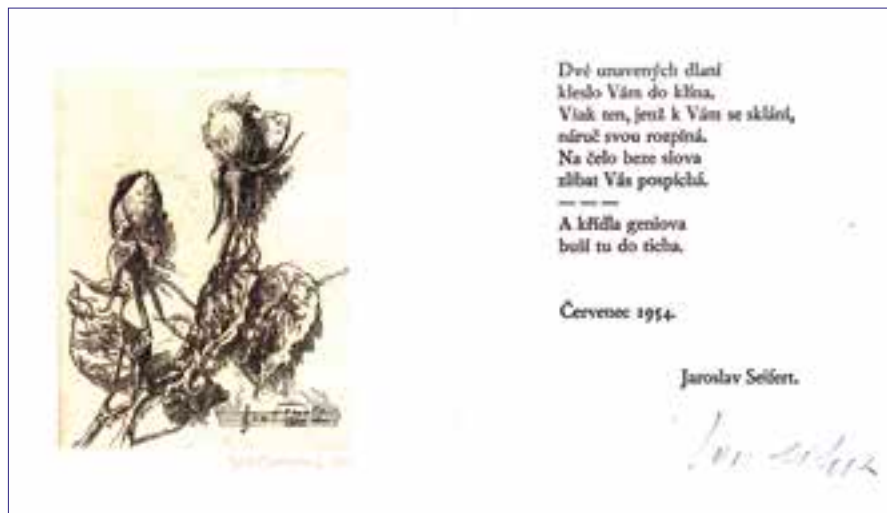 Dvé unavených dlaní
kleslo Vám do klína.
Však ten, jenž k Vám se sklání,
náruč svou rozpíná.
Na čelo beze slova
zlíbat Vás pospíchá.
— — —
A křídla geniova
buší tu do ticha.
Červenec 1954.
Jaroslav Seifert.